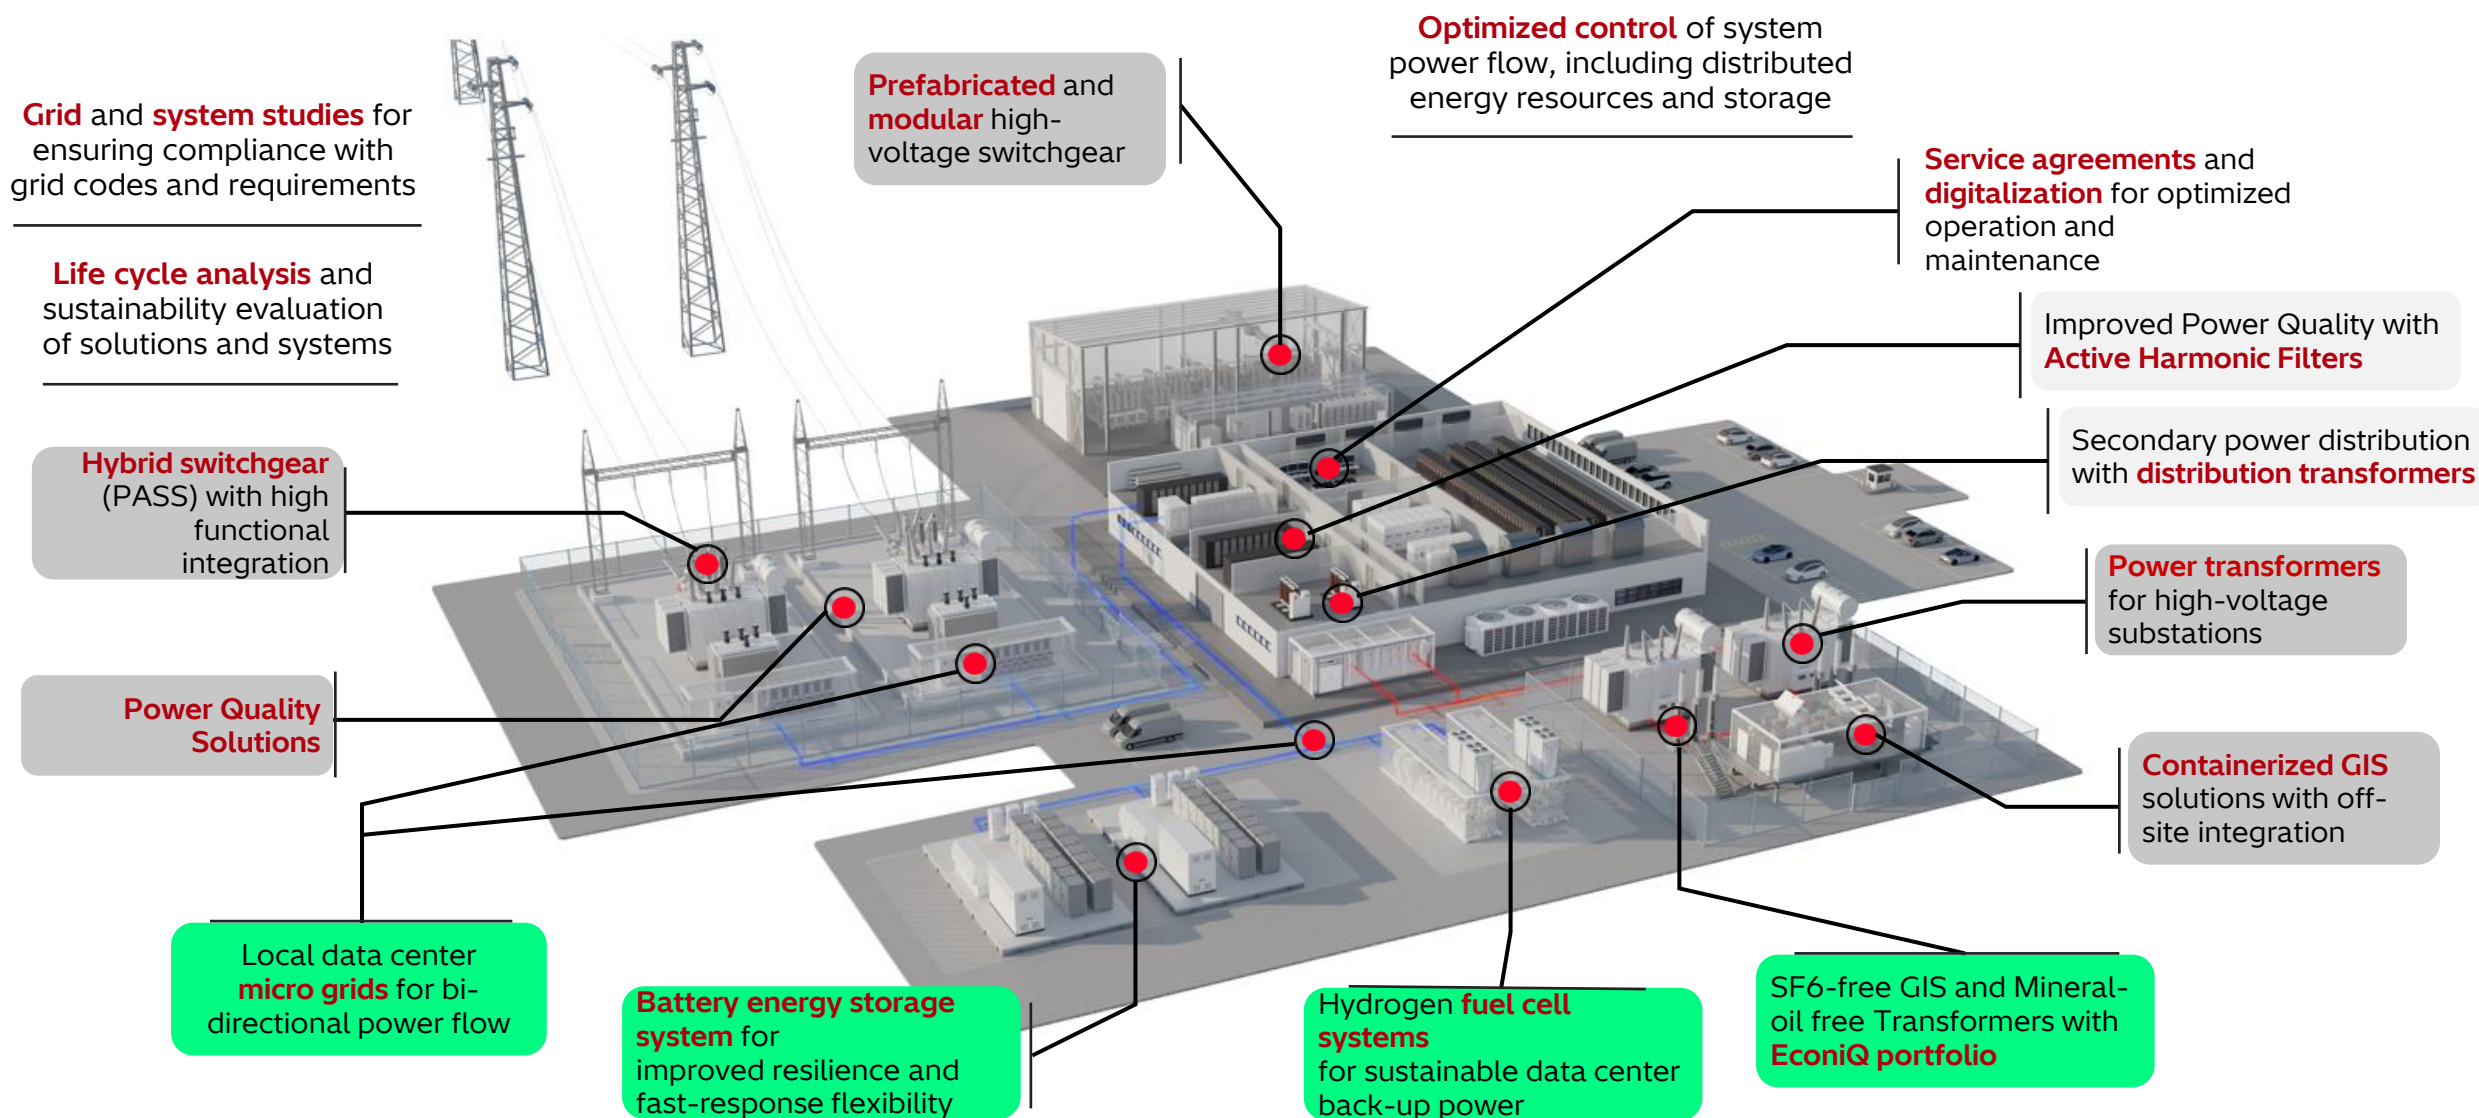 Optimized control of system
power flow, including distributed
energy resources and storage
Prefabricated and
modular high-
voltage switchgear
Grid and system studies for
ensuring compliance with
grid codes and requirements
Service agreements and
digitalization for optimized
operation and
maintenance
Life cycle analysis and
sustainability evaluation
of solutions and systems
Improved Power Quality with
Active Harmonic Filters
Secondary power distribution
with distribution transformers
Hybrid switchgear
(PASS) with high
functional
integration
Power transformers
for high-voltage
substations
Power Quality
Solutions
Containerized GIS
solutions with off-
site integration
Local data center
micro grids for bi-
directional power flow
Battery energy storage
system for
improved resilience and
fast-response flexibility
Hydrogen fuel cell
systems
for sustainable data center
back-up power
SF6-free GIS and Mineral-
oil free Transformers with
EconiQ portfolio